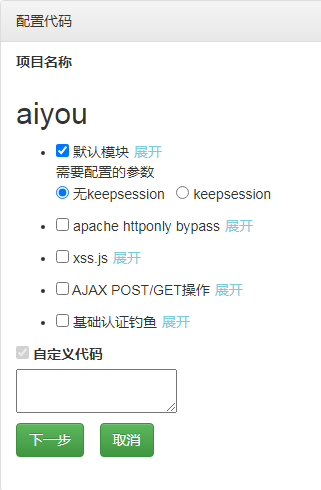 配置代码
项目名称
aiyou
默认模块 展开
需要配置的参数
无keepsession keepsession
apache httponly bypass 展开
xss.js 展开
AJAX POST/GET操作 展开
基础认证钓鱼 展开
自定义代码
下一步 取消